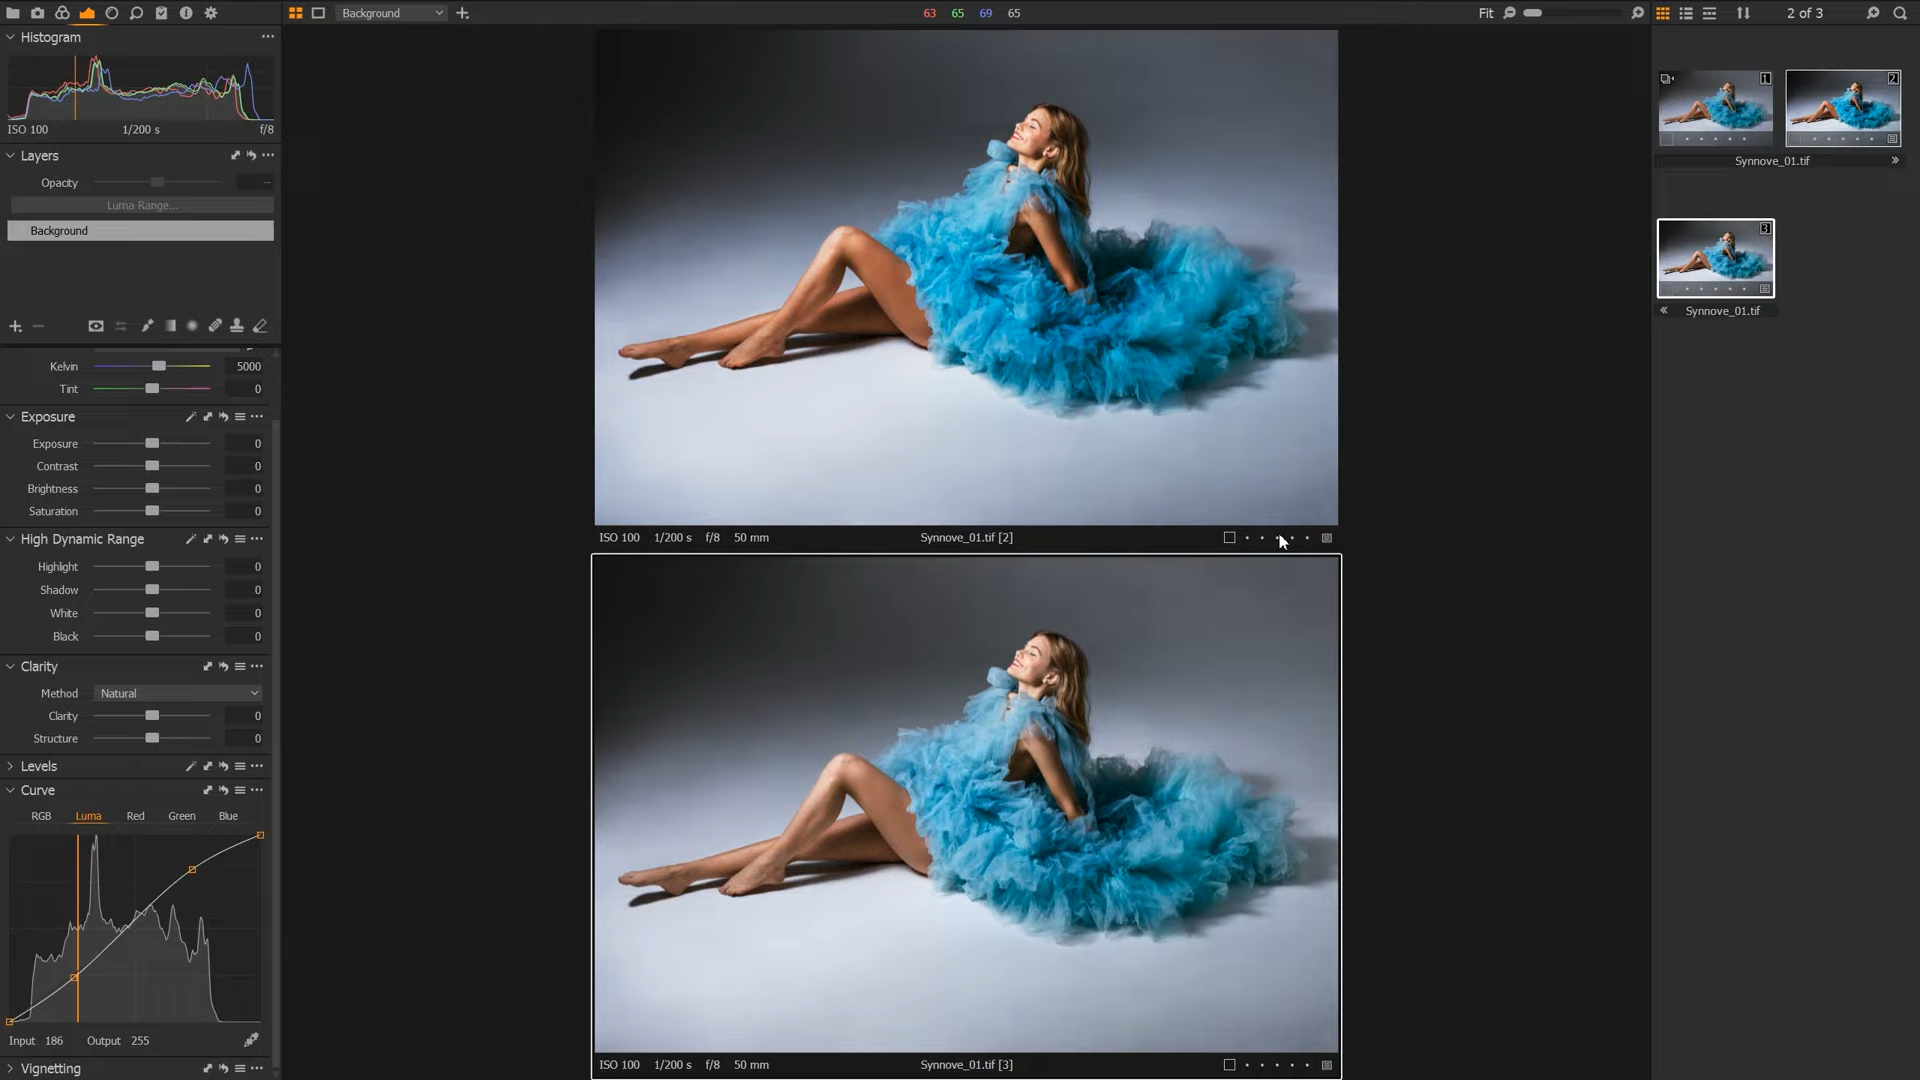 Background
63 65 69 65
Fit
2 of 3
Histogram
ISO 100 1/200 s f/8
Layers
Opacity --
Luma Range...
Background
Kelvin 5000
Tint 0
Exposure
Exposure 0
Contrast 0
Brightness 0
Saturation 0
High Dynamic Range
Highlight 0
Shadow 0
White 0
Black 0
Clarity
Method Natural
Clarity 0
Structure 0
Levels
Curve
RGB Luma Red Green Blue
Input 186 Output 255
Vignetting
ISO 100 1/200 s f/8 50 mm Synnove_01.tif [2]
ISO 100 1/200 s f/8 50 mm Synnove_01.tif [3]
1
2
Synnove_01.tif
3
Synnove_01.tif